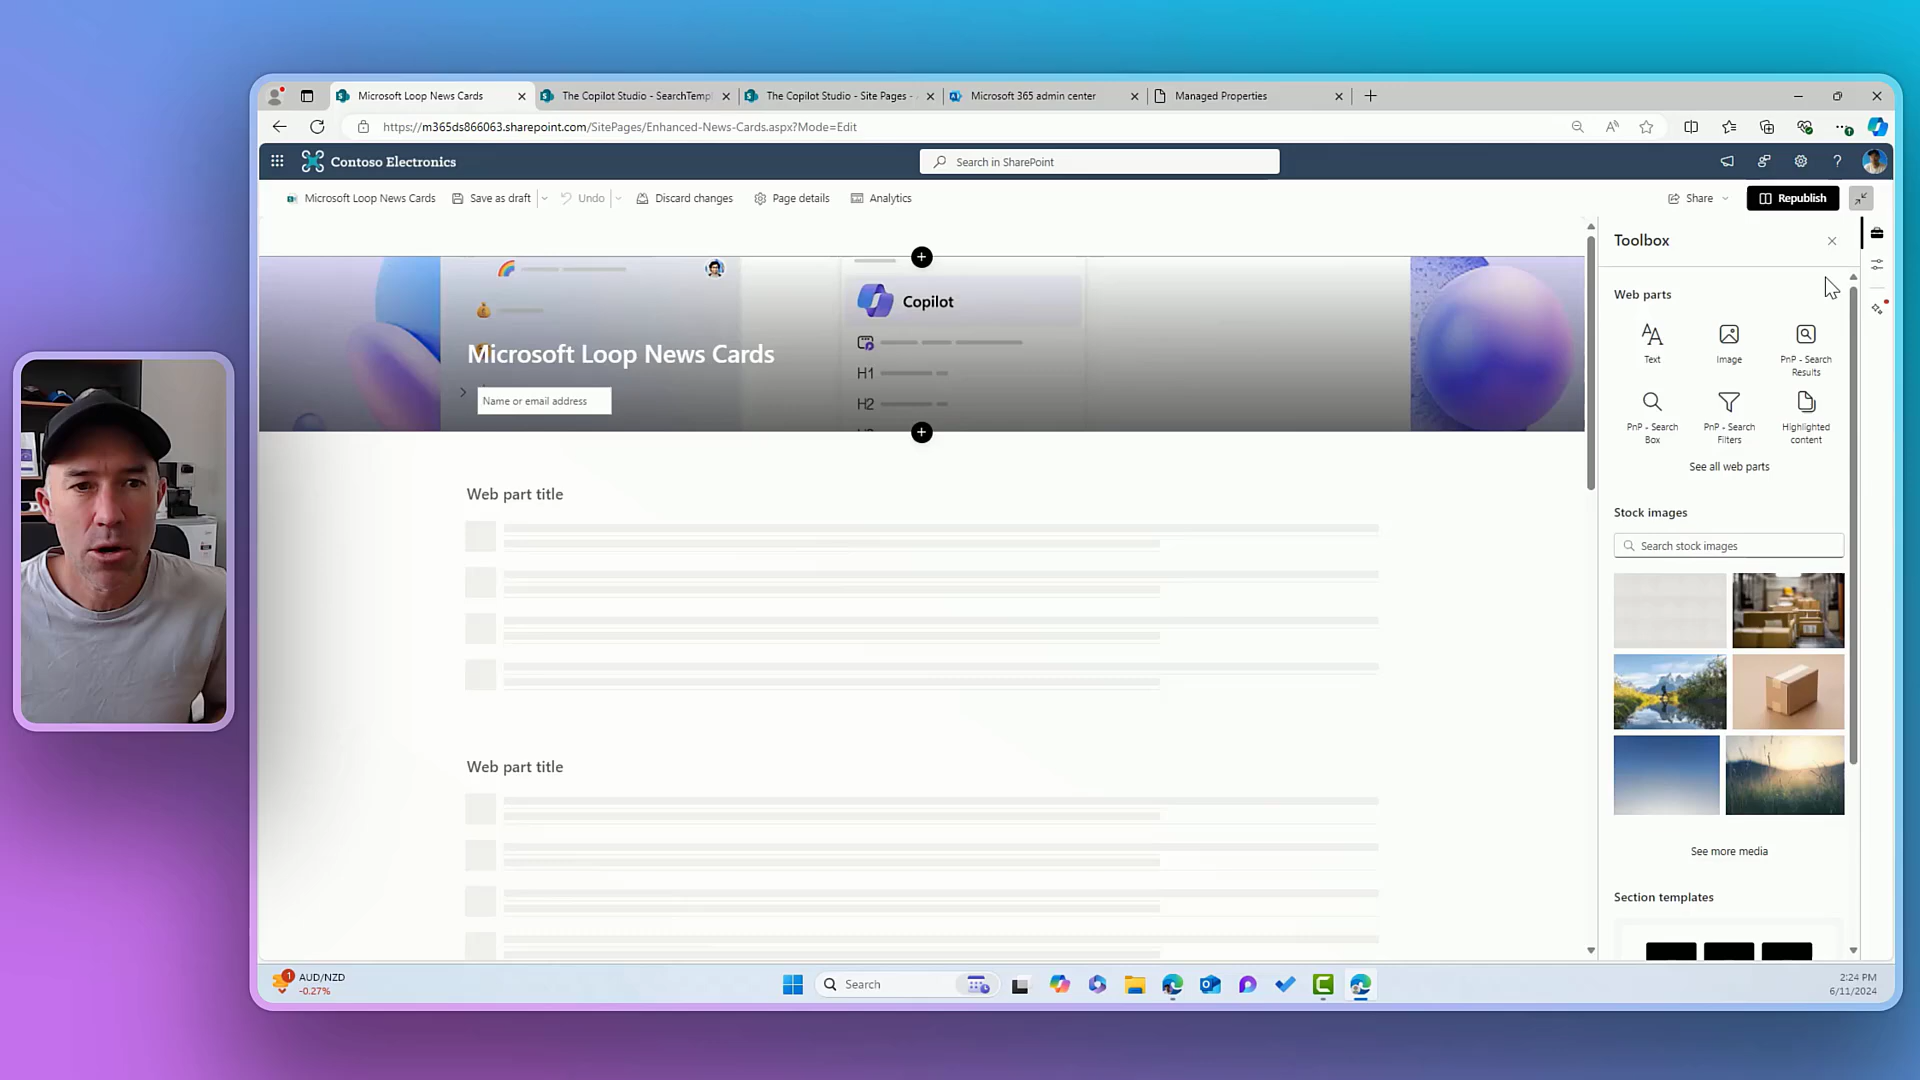 Microsoft Loop News Cards
The Copilot Studio - SearchTempl
The Copilot Studio - Site Pages -
Microsoft 365 admin center
Managed Properties
https://m365ds866063.sharepoint.com/SitePages/Enhanced-News-Cards.aspx?Mode=Edit
Contoso Electronics
Search in SharePoint
Microsoft Loop News Cards
Save as draft
Undo
Discard changes
Page details
Analytics
Share
Republish
Copilot
H1
H2
Microsoft Loop News Cards
Name or email address
Web part title
Web part title
Toolbox
Web parts
Text
Image
PnP - Search
Results
PnP - Search
Box
PnP - Search
Filters
Highlighted
content
See all web parts
Stock images
Search stock images
See more media
Section templates
1
AUD/NZD
-0.27%
Search
2:24 PM
6/11/2024